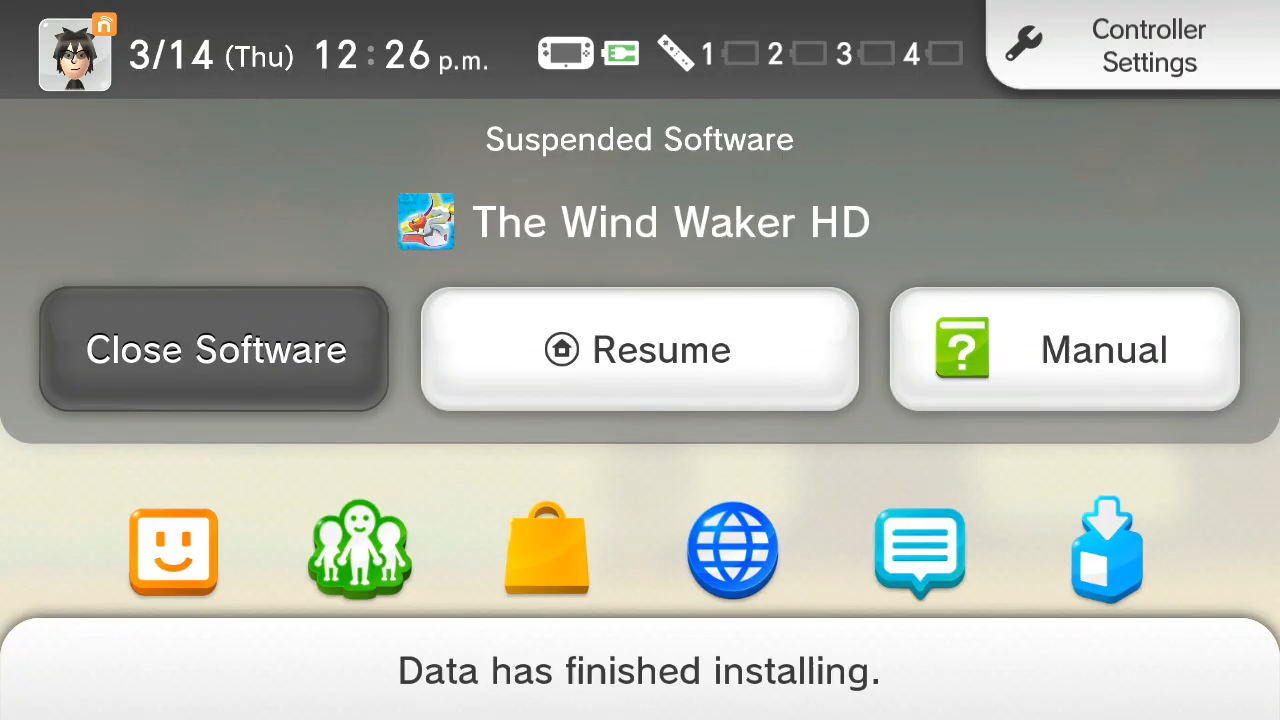 3/14 (Thu) 12:26 p.m. 1 2 3 4
Controller
Settings
Suspended Software
The Wind Waker HD
Close Software
Resume
? Manual
Data has finished installing.